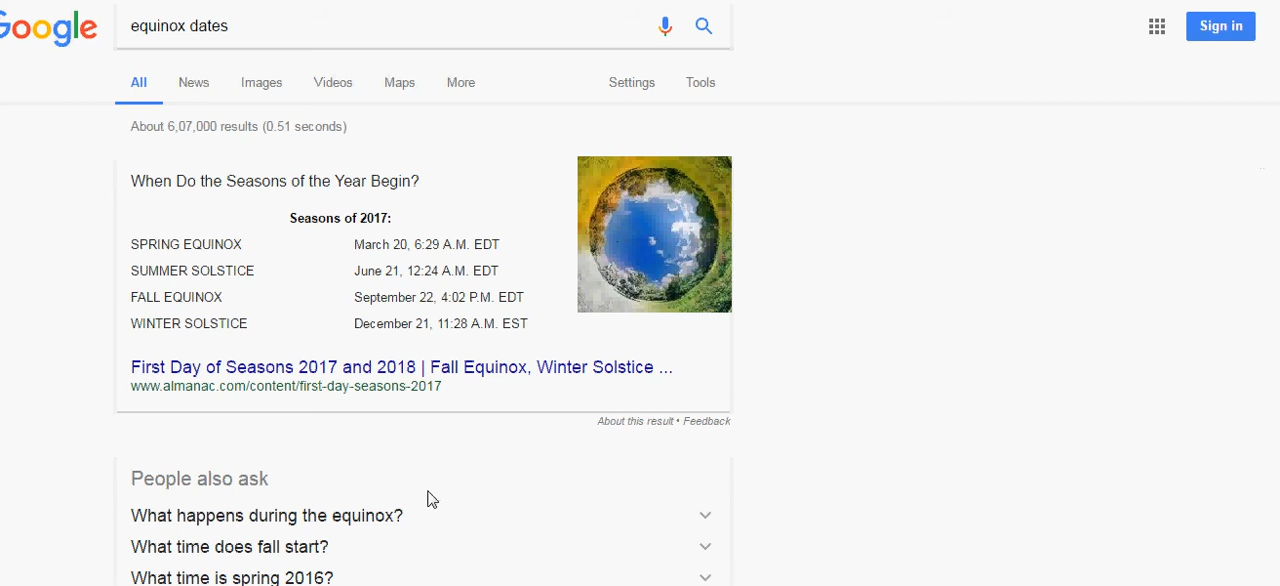 Google
equinox dates
Sign in
All News Images Videos Maps More Settings Tools
About 6,07,000 results (0.51 seconds)
When Do the Seasons of the Year Begin?
Seasons of 2017:
SPRING EQUINOX March 20, 6:29 A.M. EDT
SUMMER SOLSTICE June 21, 12:24 A.M. EDT
FALL EQUINOX September 22, 4:02 P.M. EDT
WINTER SOLSTICE December 21, 11:28 A.M. EST
First Day of Seasons 2017 and 2018 | Fall Equinox, Winter Solstice ...
www.almanac.com/content/first-day-seasons-2017
About this result • Feedback
People also ask
What happens during the equinox?
What time does fall start?
What time is spring 2016?